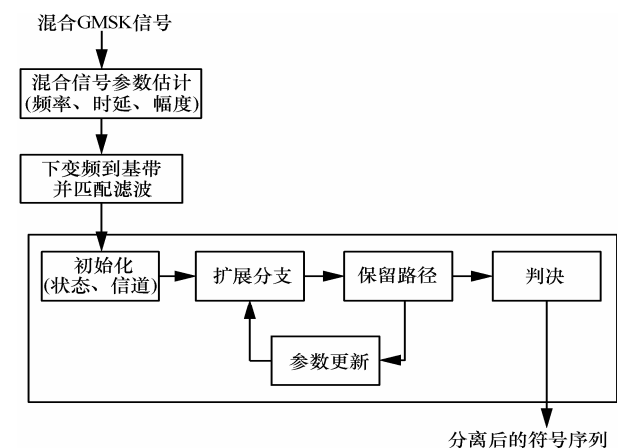 混合GMSK信号
混合信号参数估计
(频率、时延、幅度)
下变频到基带
并匹配滤波
初始化
(状态、信道)
扩展分支
保留路径
判决
参数更新
分离后的符号序列